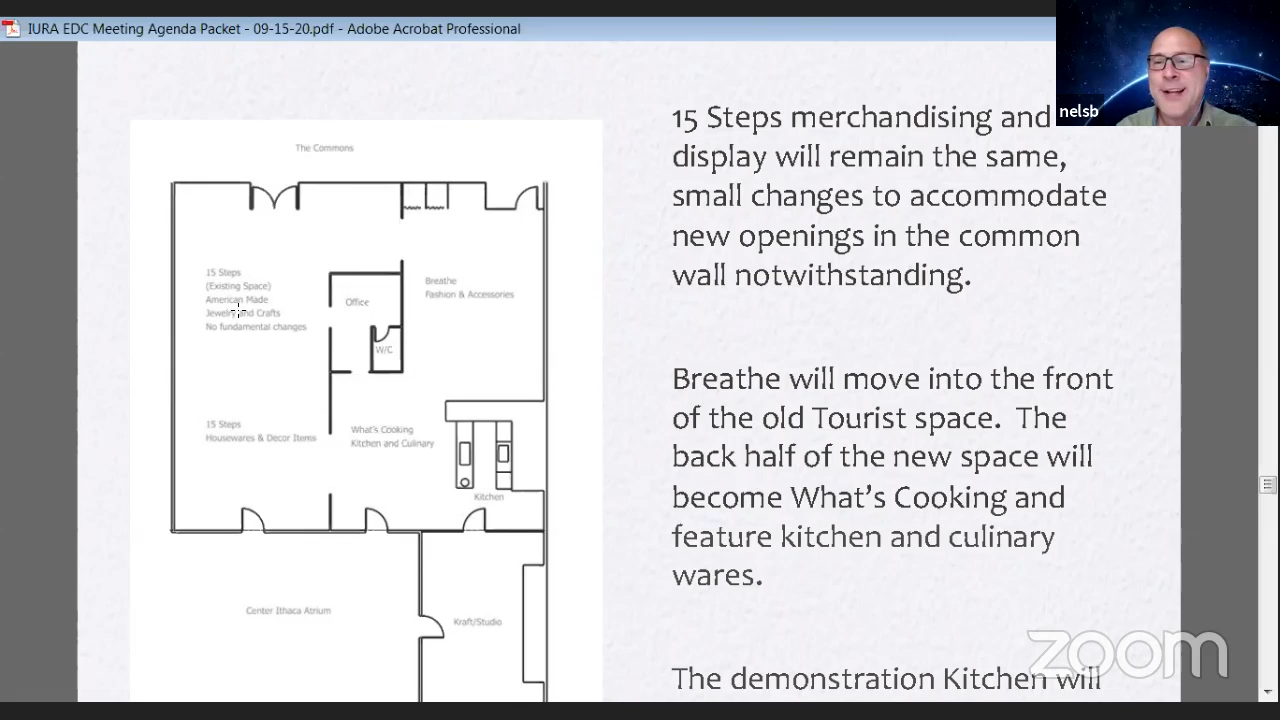 IURA EDC Meeting Agenda Packet - 09-15-20.pdf - Adobe Acrobat Professional
nelsb
The Commons
15 Steps
(Existing Space)
American Made
Jewelry and Crafts
No fundamental changes
Office
W/C
Breathe
Fashion & Accessories
15 Steps
Housewares & Decor Items
What's Cooking
Kitchen and Culinary
Kitchen
Center Ithaca Atrium
Kraft/Studio
15 Steps merchandising and
display will remain the same,
small changes to accommodate
new openings in the common
wall notwithstanding.
Breathe will move into the front
of the old Tourist space.  The
back half of the new space will
become What's Cooking and
feature kitchen and culinary
wares.
The demonstration Kitchen will
zoom